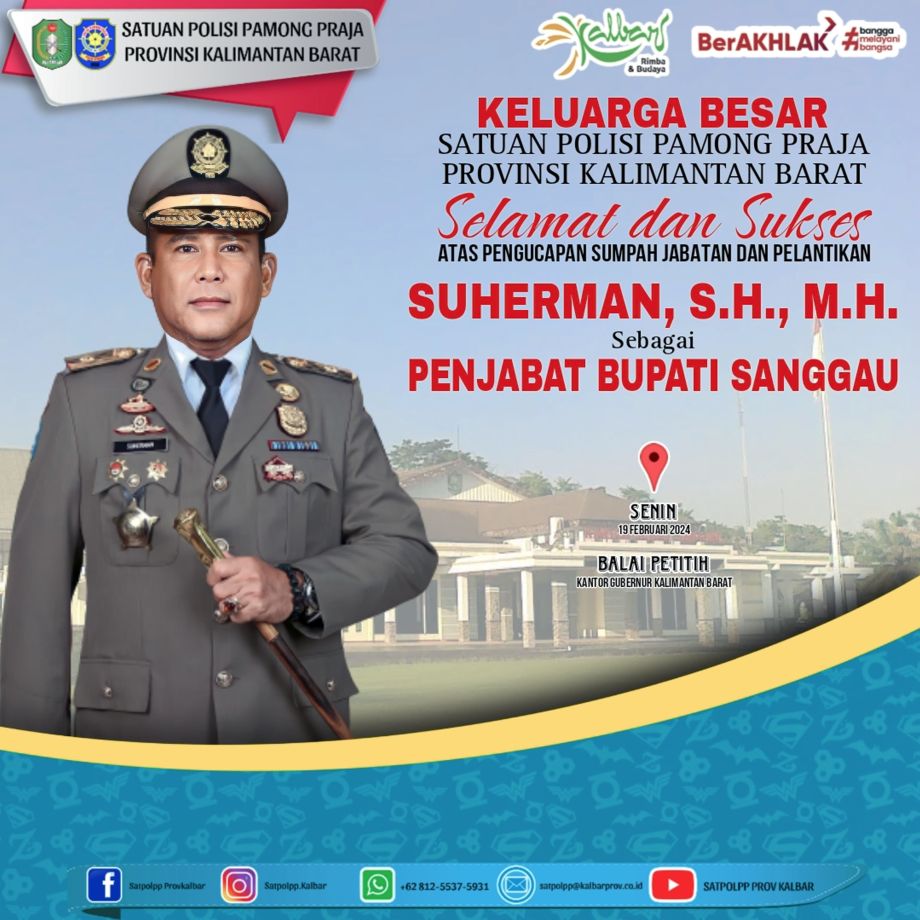 SATUAN POLISI PAMONG PRAJA
PROVINSI KALIMANTAN BARAT
Kalbar
Rimba
& Budaya
BerAKHLAK
#bangga
melayani
bangsa
KELUARGA BESAR
SATUAN POLISI PAMONG PRAJA
PROVINSI KALIMANTAN BARAT
Selamat dan Sukses
ATAS PENGUCAPAN SUMPAH JABATAN DAN PELANTIKAN
SUHERMAN, S.H., M.H.
Sebagai
PENJABAT BUPATI SANGGAU
SUHERMAN
SENIN
19 FEBRUARI 2024
BALAI PETITIH
KANTOR GUBERNUR KALIMANTAN BARAT
Satpolpp Provkalbar
Satpolpp.Kalbar
+62 812-5537-5931
satpolpp@kalbarprov.co.id
SATPOLPP PROV KALBAR